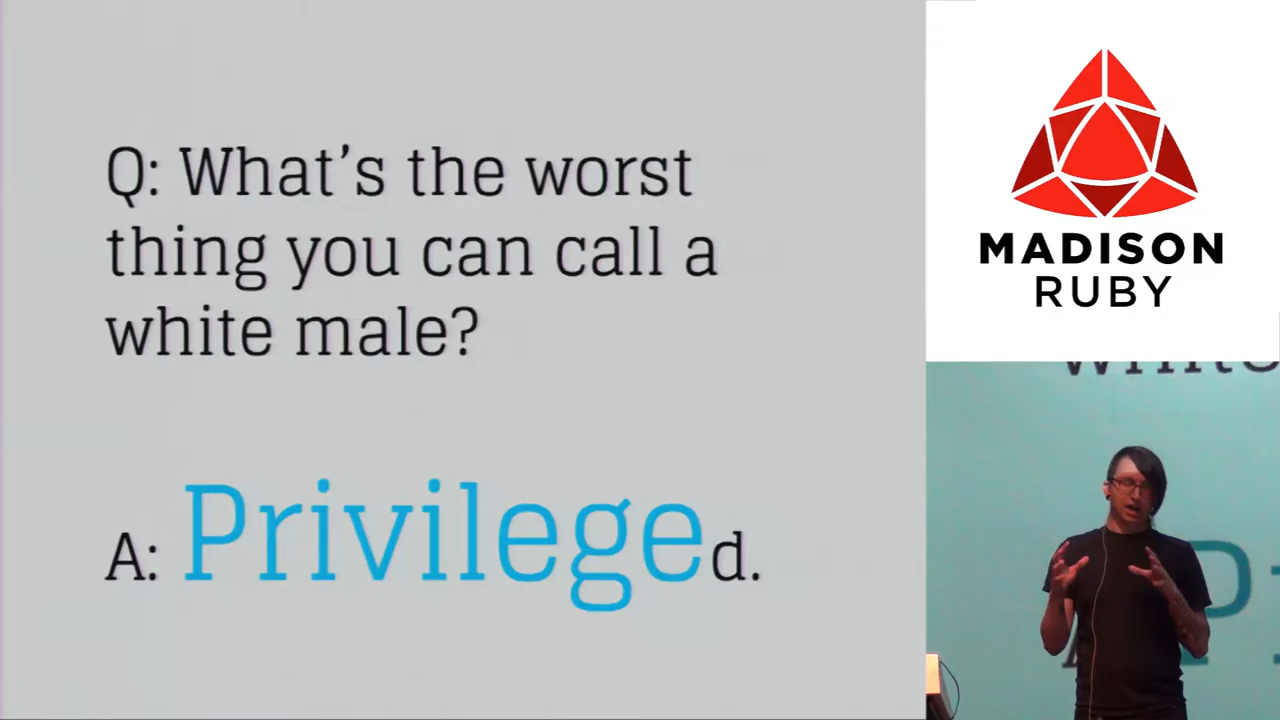 Q: What's the worst
thing you can call a
white male?
A: Privileged.
MADISON
RUBY